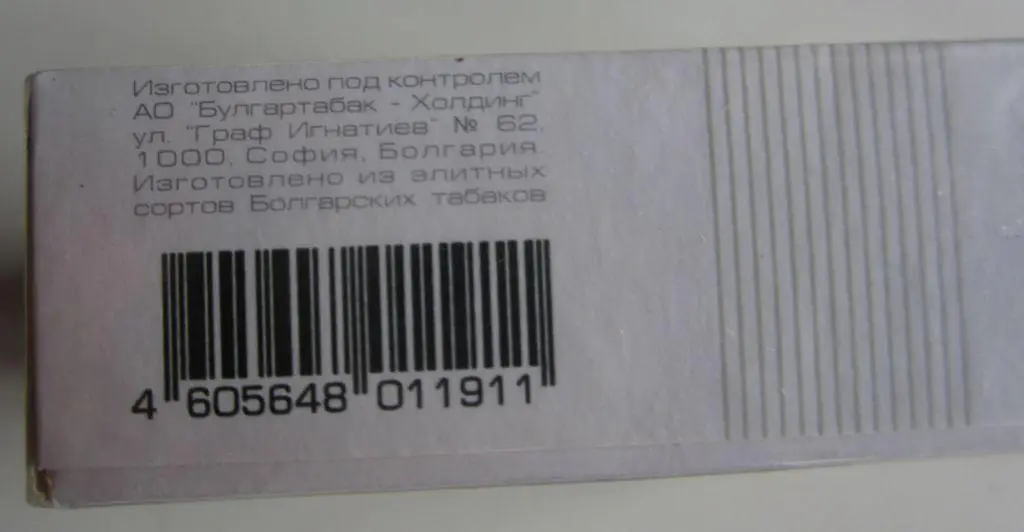 Изготовлено под контролем
АО "Булгартабак - Холдинг"
ул. "Граф Игнатиев" № 62,
1000, София, Болгария.
Изготовлено из элитных
сортов Болгарских табаков
4 605648 011911